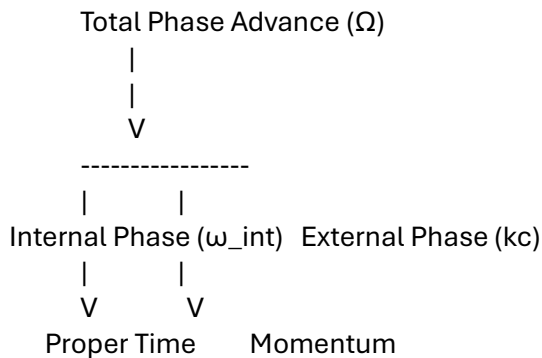 Total Phase Advance (Ω)
|
|
V
-----------------
| |
Internal Phase (ω_int) External Phase (kc)
| |
V V
Proper Time Momentum